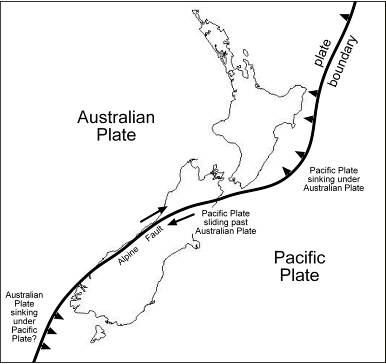 plate
boundary
Australian
Plate
Pacific Plate
sinking under
Australian Plate
Pacific Plate
sliding past
Australian Plate
Alpine Fault
Pacific
Plate
Australian
Plate
sinking
under
Pacific
Plate?